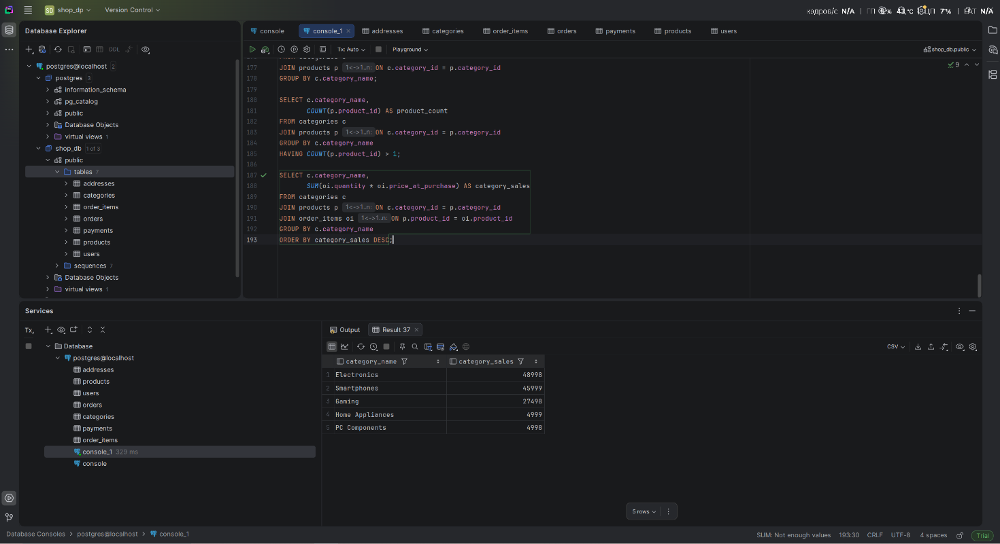 SD shop_dp Version Control
кадров/с N/A | ГП 5% 43°C ЦП 7% | LAT N/A
Database Explorer
console console_1 addresses categories order_items orders payments products users
DDL
Tx: Auto Playground shop_db.public
postgres@localhost 2
postgres 3
information_schema
pg_catalog
public
Database Objects
virtual views 1
shop_db 1 of 3
public
tables 7
addresses
categories
order_items
orders
payments
products
users
sequences 7
Database Objects
virtual views 1
9
177 JOIN products p 1<->1..n: ON c.category_id = p.category_id
178 GROUP BY c.category_name;
179
180 SELECT c.category_name,
181 COUNT(p.product_id) AS product_count
182 FROM categories c
183 JOIN products p 1<->1..n: ON c.category_id = p.category_id
184 GROUP BY c.category_name
185 HAVING COUNT(p.product_id) > 1;
186
187 SELECT c.category_name,
188 SUM(oi.quantity * oi.price_at_purchase) AS category_sales
189 FROM categories c
190 JOIN products p 1<->1..n: ON c.category_id = p.category_id
191 JOIN order_items oi 1<->1..n: ON p.product_id = oi.product_id
192 GROUP BY c.category_name
193 ORDER BY category_sales DESC;
Services
Tx
Database
postgres@localhost
addresses
products
users
orders
categories
payments
order_items
console_1 329 ms
console
Output Result 37
CSV
category_name category_sales
1 Electronics 48998
2 Smartphones 45999
3 Gaming 27498
4 Home Appliances 4999
5 PC Components 4998
5 rows
Database Consoles > postgres@localhost > console_1
SUM: Not enough values 193:30 CRLF UTF-8 4 spaces Trial